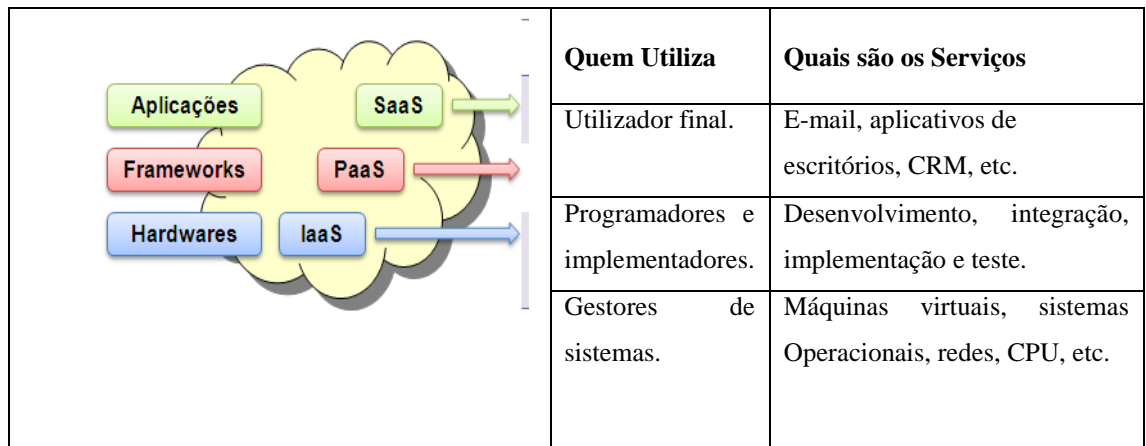 Aplicações
SaaS
Frameworks
PaaS
Hardwares
IaaS
Quem Utiliza
Quais são os Serviços
Utilizador final.
E-mail, aplicativos de
escritórios, CRM, etc.
Programadores e
implementadores.
Desenvolvimento, integração,
implementação e teste.
Gestores de
sistemas.
Máquinas virtuais, sistemas
Operacionais, redes, CPU, etc.